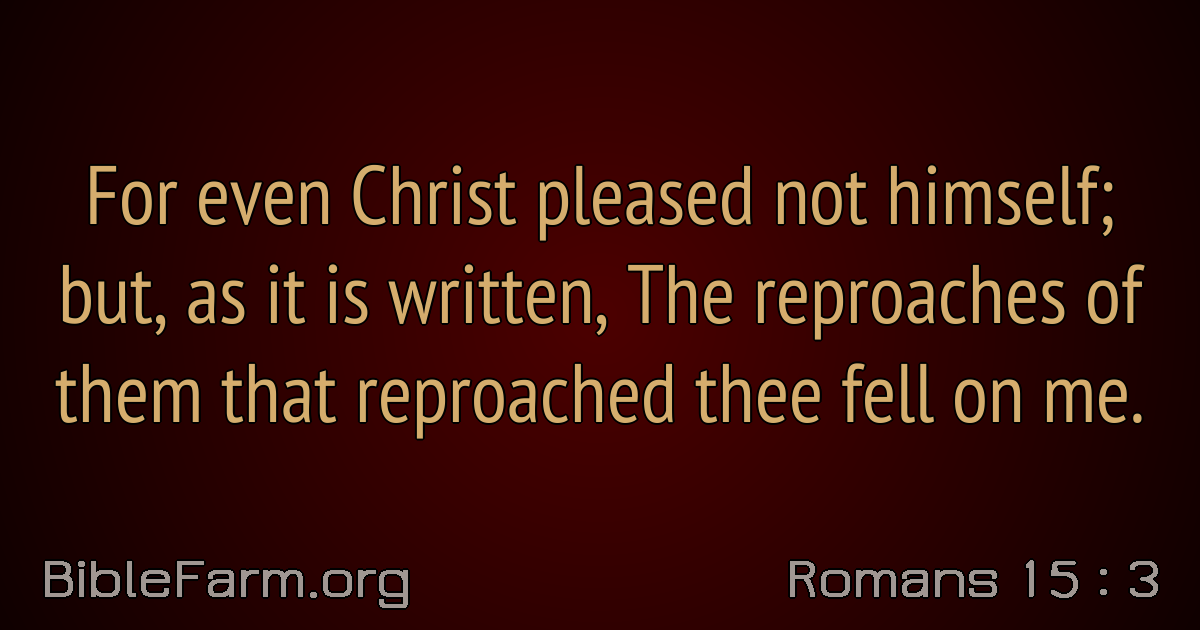 For even Christ pleased not himself;
but, as it is written, The reproaches of
them that reproached thee fell on me.
BibleFarm.org
Romans 15 : 3